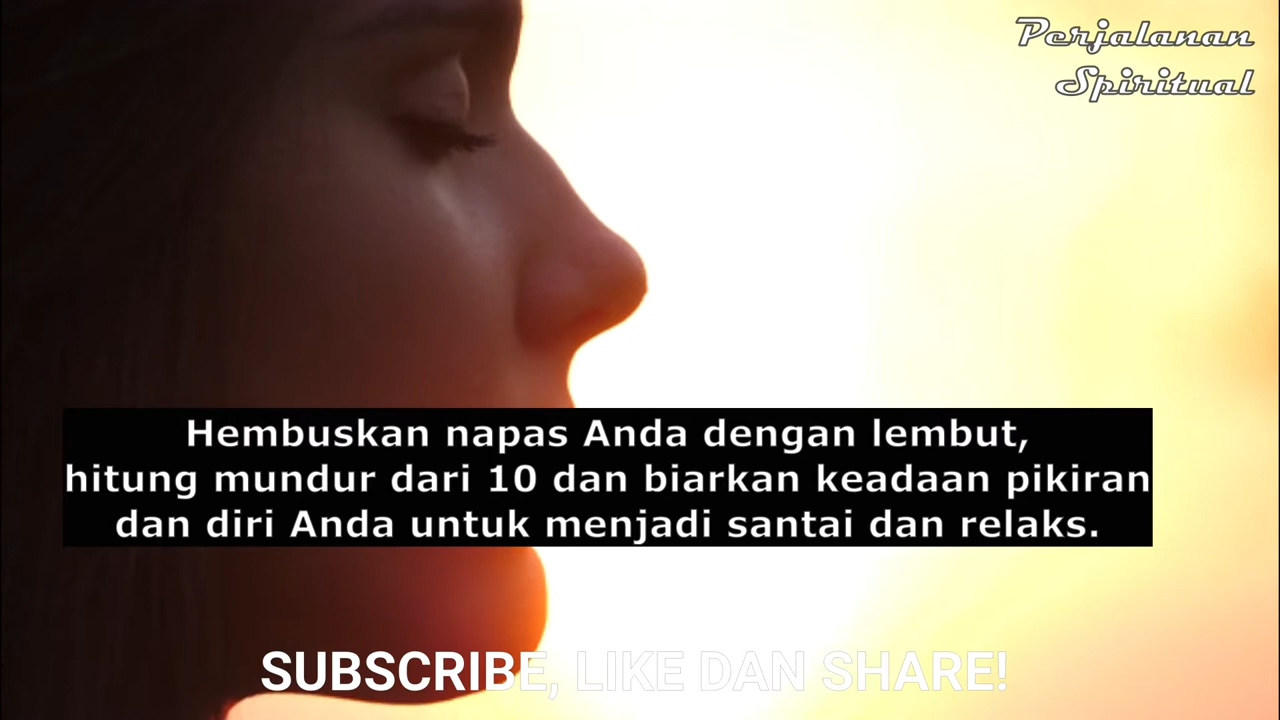 Perjalanan
Spiritual
Hembuskan napas Anda dengan lembut,
hitung mundur dari 10 dan biarkan keadaan pikiran
dan diri Anda untuk menjadi santai dan relaks.
SUBSCRIBE, LIKE DAN SHARE!